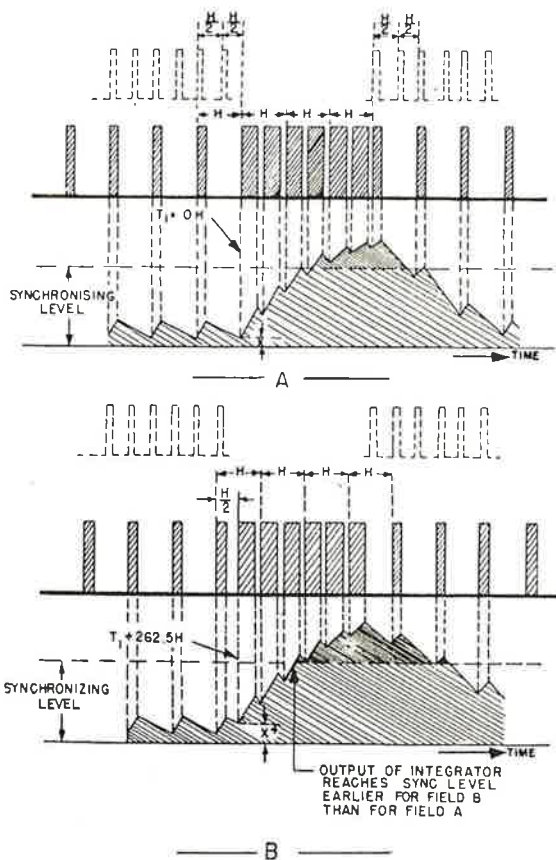 H/2 H/2
H/2 H/2
H H H H
T₁ + 0H
SYNCHRONISING
LEVEL
X
TIME
A
H H H H
H/2
T₁ + 262.5H
SYNCHRONIZING
LEVEL
X
TIME
OUTPUT OF INTEGRATOR
REACHES SYNC LEVEL
EARLIER FOR FIELD B
THAN FOR FIELD A
B